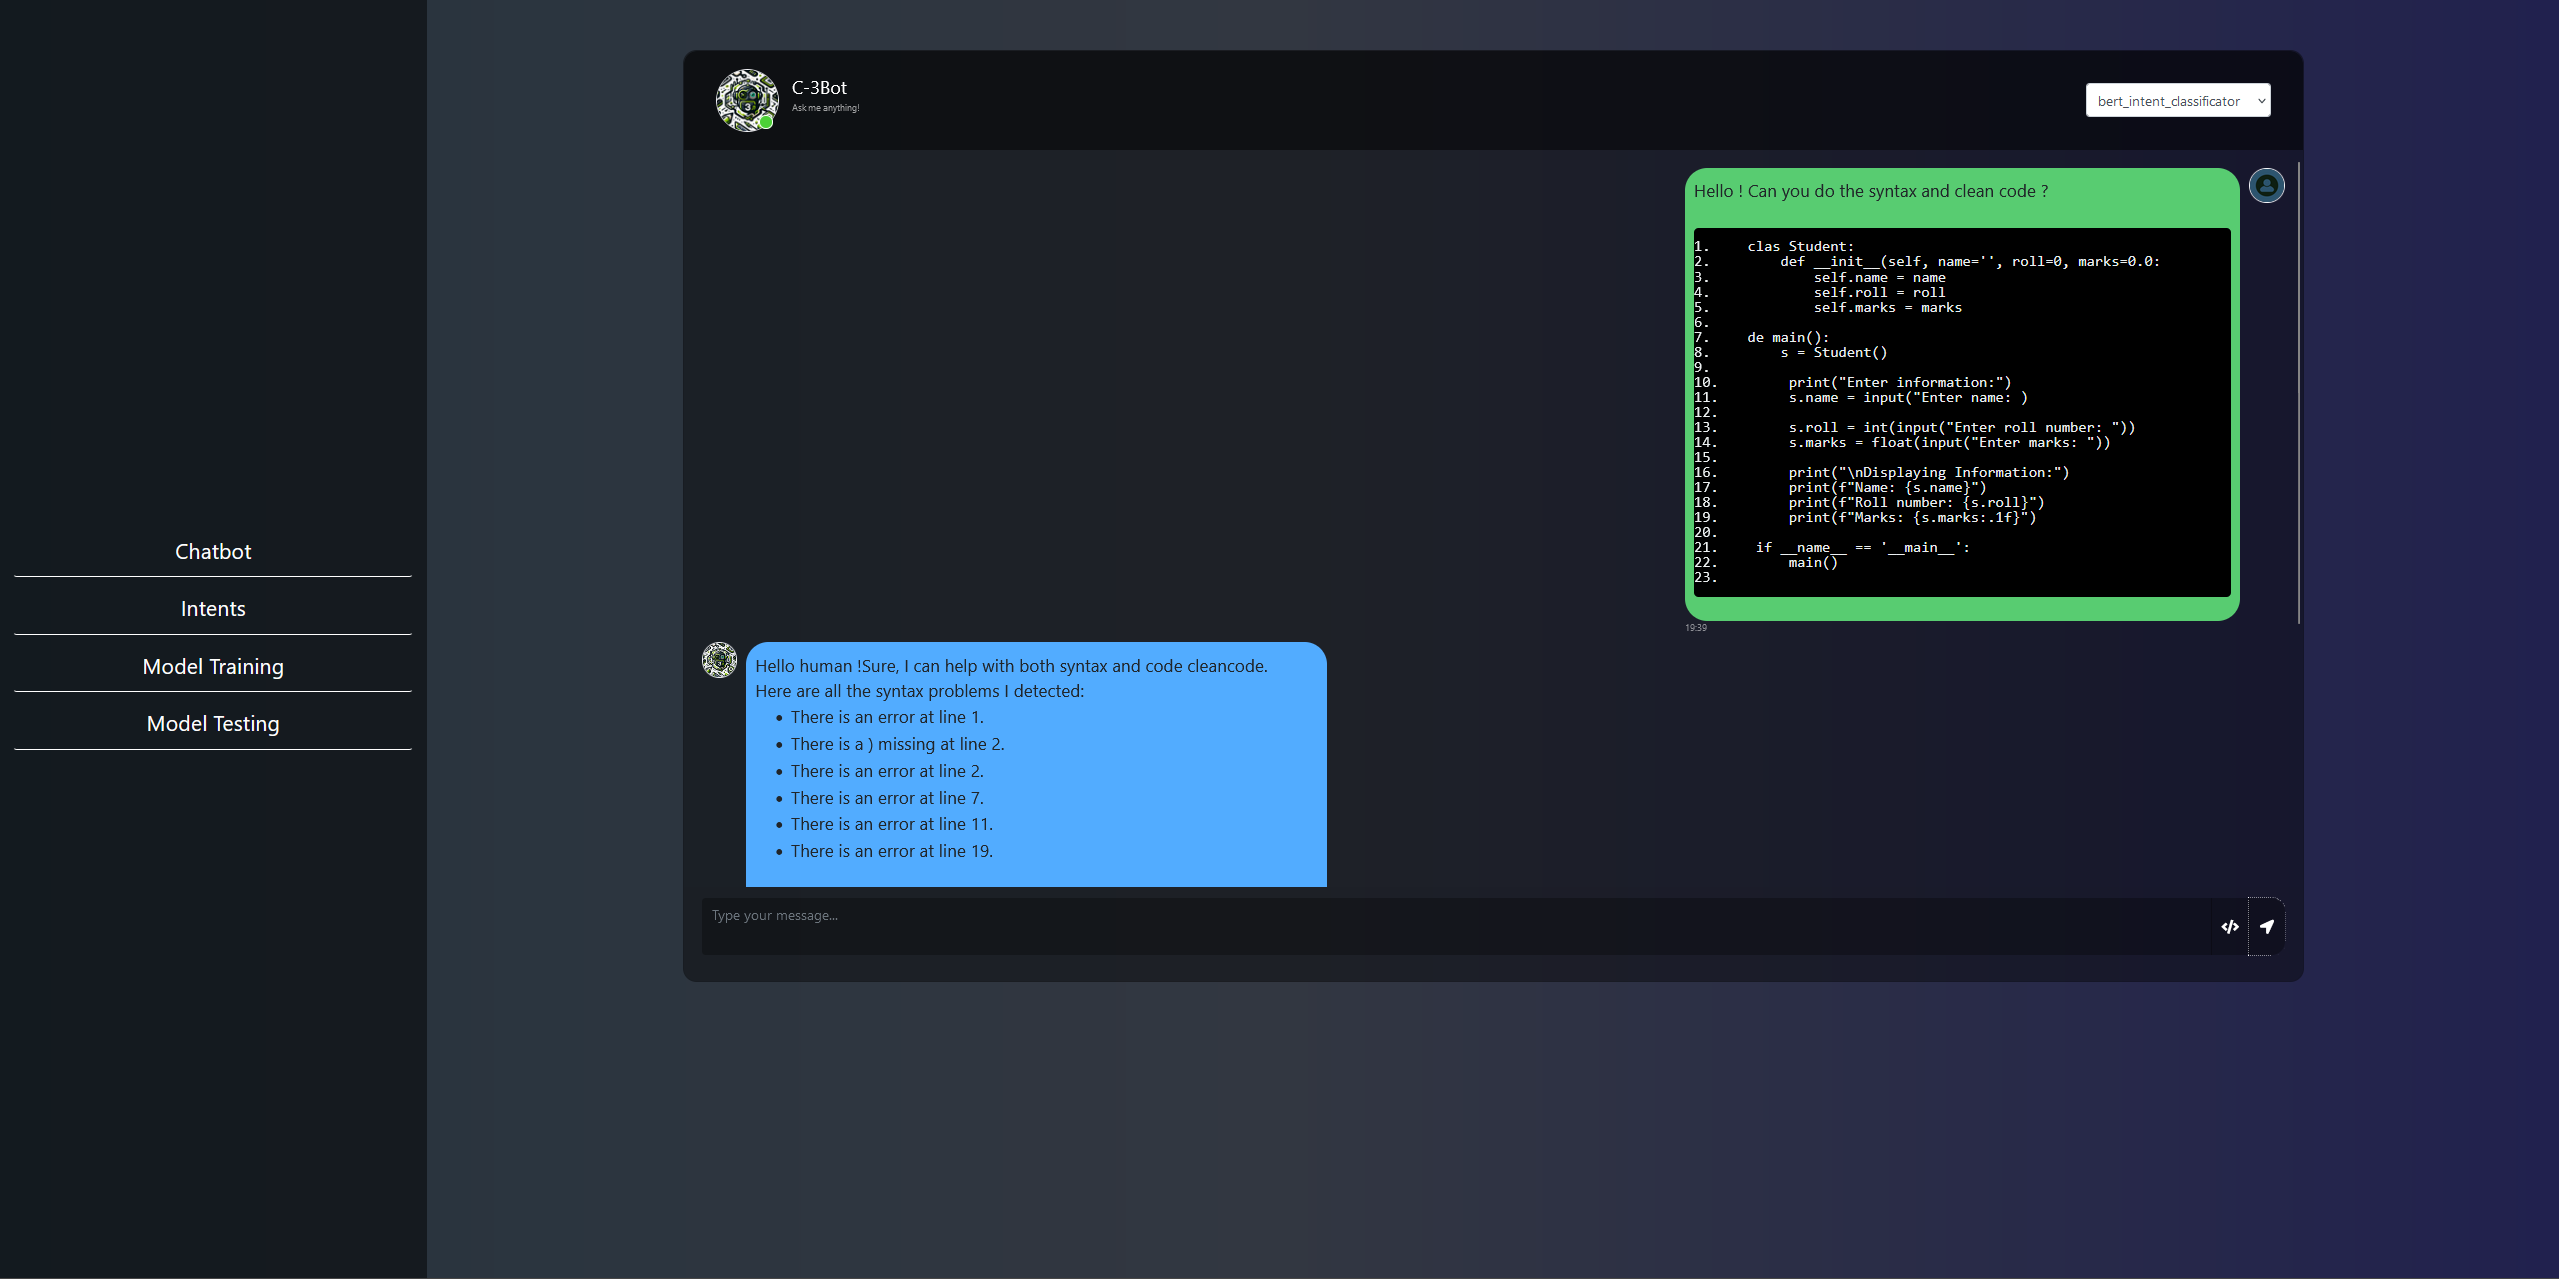 Chatbot
Intents
Model Training
Model Testing
C-3Bot
Ask me anything!
bert_intent_classificator
Hello ! Can you do the syntax and clean code ?
1.    clas Student:
2.        def __init__(self, name='', roll=0, marks=0.0:
3.            self.name = name
4.            self.roll = roll
5.            self.marks = marks
6.
7.    de main():
8.        s = Student()
9.
10.        print("Enter information:")
11.        s.name = input("Enter name: )
12.
13.        s.roll = int(input("Enter roll number: "))
14.        s.marks = float(input("Enter marks: "))
15.
16.        print("\nDisplaying Information:")
17.        print(f"Name: {s.name}")
18.        print(f"Roll number: {s.roll}")
19.        print(f"Marks: {s.marks:.1f}")
20.
21.    if __name__ == '__main__':
22.        main()
23.
19:39
Hello human !Sure, I can help with both syntax and code cleancode.
Here are all the syntax problems I detected:
• There is an error at line 1.
• There is a ) missing at line 2.
• There is an error at line 2.
• There is an error at line 7.
• There is an error at line 11.
• There is an error at line 19.
Type your message...